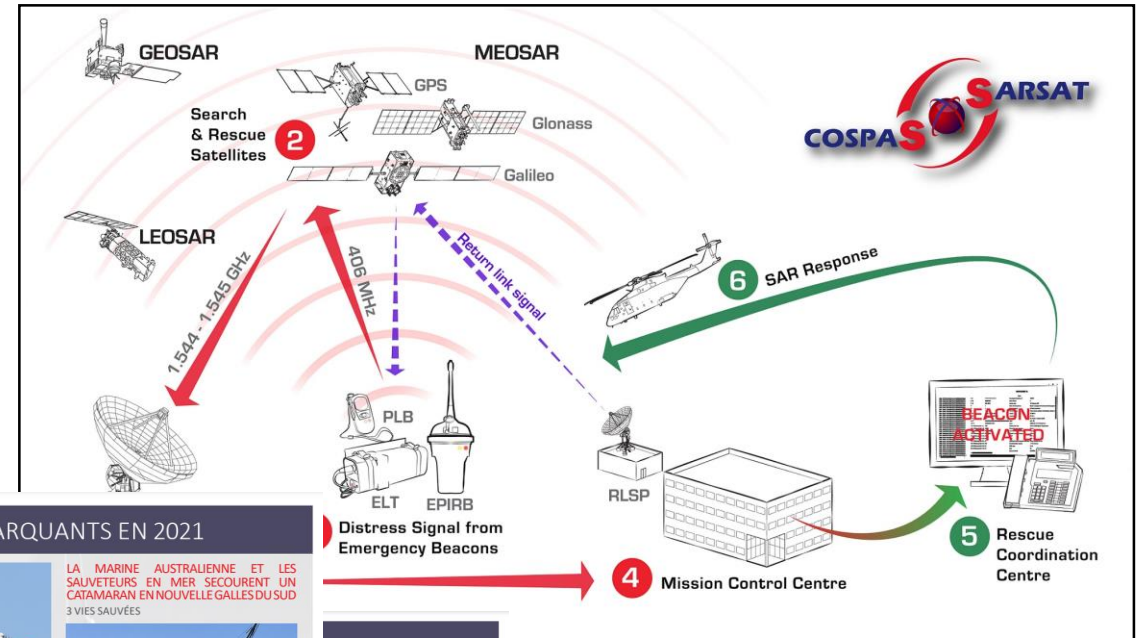 GEOSAR
MEOSAR
GPS
Search
& Rescue
Satellites
2
Glonass
Galileo
COSPAS
SARSAT
LEOSAR
1.544 - 1.545 GHz
406 MHz
Return link signal
6 SAR Response
PLB
ELT
EPIRB
RLSP
BEACON
ACTIVATED
Distress Signal from
Emergency Beacons
4 Mission Control Centre
5 Rescue
Coordination
Centre
ARQUANTS EN 2021
LA MARINE AUSTRALIENNE ET LES
SAUVETEURS EN MER SECOURENT UN
CATAMARAN EN NOUVELLE GALLES DU SUD
3 VIES SAUVÉES